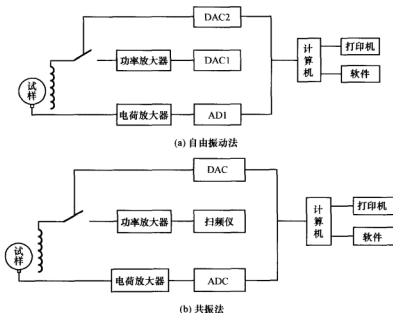 DAC2
功率放大器
DAC1
计算机
打印机
软件
试样
电荷放大器
AD1
(a) 自由振动法
DAC
功率放大器
扫频仪
计算机
打印机
软件
试样
电荷放大器
ADC
(b) 共振法